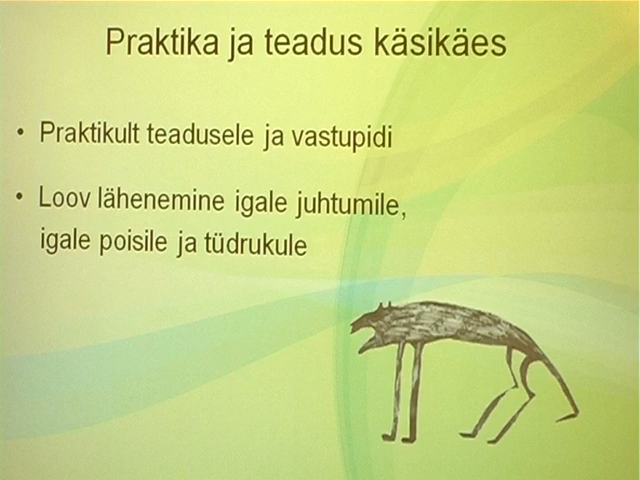 Praktika ja teadus käsikäes
• Praktikult teadusele ja vastupidi
• Loov lähenemine igale juhtumile,
igale poisile ja tüdrukule